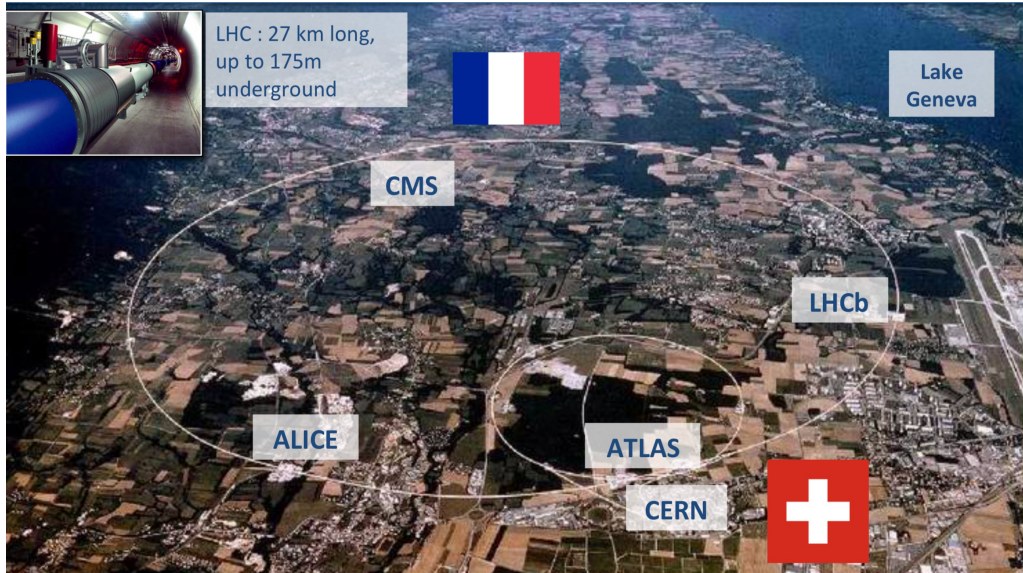 LHC : 27 km long,
up to 175m
underground
Lake
Geneva
CMS
LHCb
ALICE
ATLAS
CERN